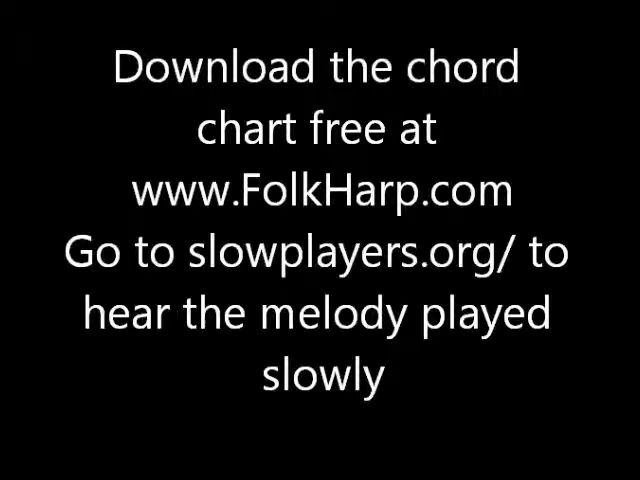 Download the chord
chart free at
www.FolkHarp.com
Go to slowplayers.org/ to
hear the melody played
slowly